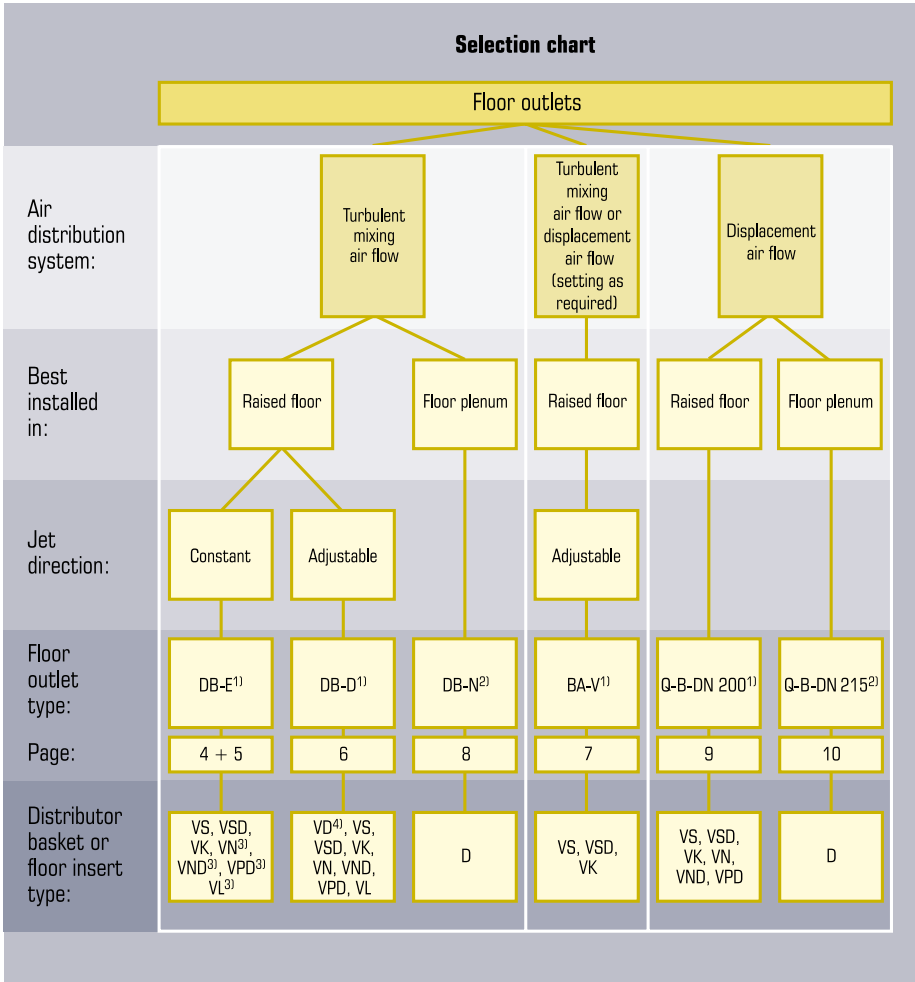 Selection chart
Floor outlets
Air
distribution
system:
Turbulent
mixing
air flow
Turbulent
mixing
air flow or
displacement
air flow
(setting as
required)
Displacement
air flow
Best
installed
in:
Raised floor
Floor plenum
Raised floor
Raised floor
Floor plenum
Jet
direction:
Constant
Adjustable
Adjustable
Floor
outlet
type:
DB-E1)
DB-D1)
DB-N2)
BA-V1)
Q-B-DN 2001)
Q-B-DN 2152)
Page:
4 + 5
6
8
7
9
10
Distributor
basket or
floor insert
type:
VS, VSD,
VK, VN3),
VND3), VPD3)
VL3)
VD4), VS,
VSD, VK,
VN, VND,
VPD, VL
D
VS, VSD,
VK
VS, VSD,
VK, VN,
VND, VPD
D